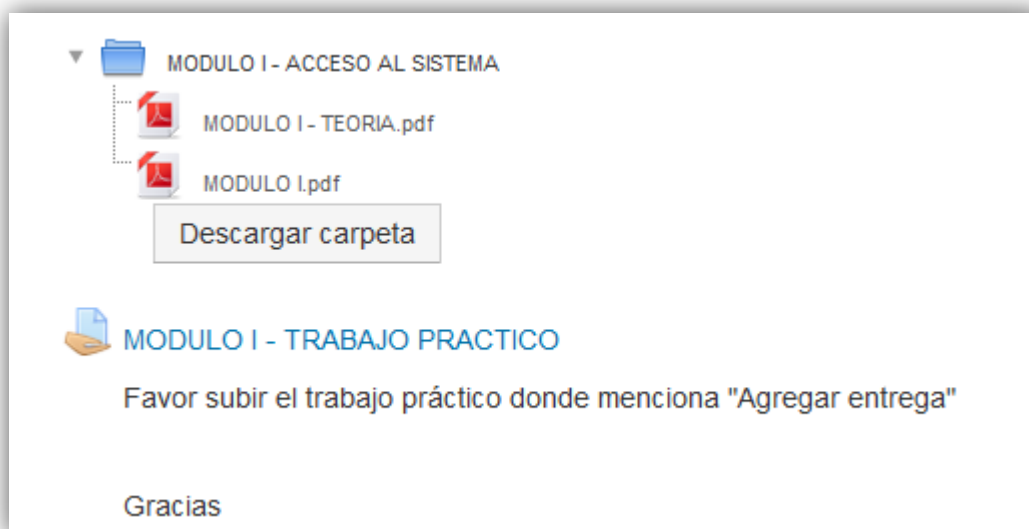 MODULO I - ACCESO AL SISTEMA
MODULO I - TEORIA.pdf
MODULO I.pdf
Descargar carpeta
MODULO I - TRABAJO PRACTICO
Favor subir el trabajo práctico donde menciona "Agregar entrega"
Gracias